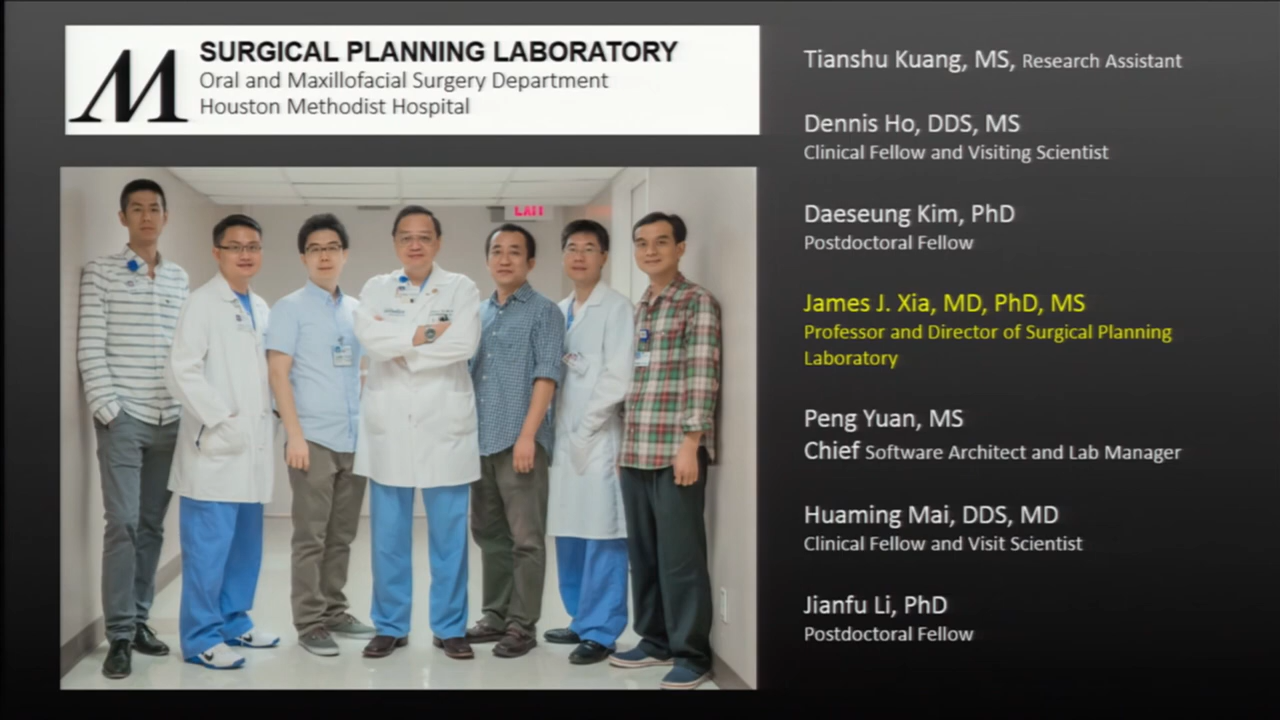 M
SURGICAL PLANNING LABORATORY
Oral and Maxillofacial Surgery Department
Houston Methodist Hospital
EXIT
Tianshu Kuang, MS, Research Assistant
Dennis Ho, DDS, MS
Clinical Fellow and Visiting Scientist
Daeseung Kim, PhD
Postdoctoral Fellow
James J. Xia, MD, PhD, MS
Professor and Director of Surgical Planning
Laboratory
Peng Yuan, MS
Chief Software Architect and Lab Manager
Huaming Mai, DDS, MD
Clinical Fellow and Visit Scientist
Jianfu Li, PhD
Postdoctoral Fellow